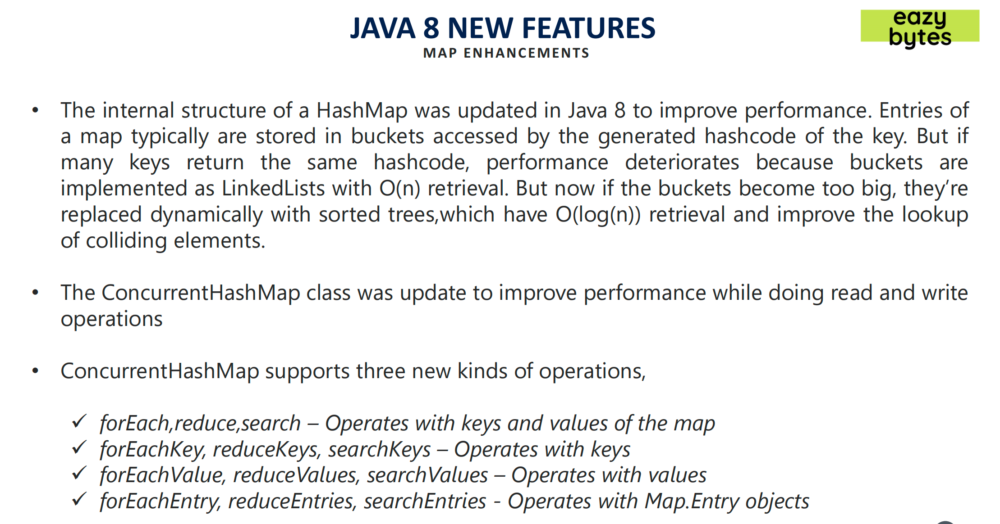 JAVA 8 NEW FEATURES
MAP ENHANCEMENTS
eazy
bytes
• The internal structure of a HashMap was updated in Java 8 to improve performance. Entries of
a map typically are stored in buckets accessed by the generated hashcode of the key. But if
many keys return the same hashcode, performance deteriorates because buckets are
implemented as LinkedLists with O(n) retrieval. But now if the buckets become too big, they’re
replaced dynamically with sorted trees,which have O(log(n)) retrieval and improve the lookup
of colliding elements.
• The ConcurrentHashMap class was update to improve performance while doing read and write
operations
• ConcurrentHashMap supports three new kinds of operations,
✓ forEach,reduce,search – Operates with keys and values of the map
✓ forEachKey, reduceKeys, searchKeys – Operates with keys
✓ forEachValue, reduceValues, searchValues – Operates with values
✓ forEachEntry, reduceEntries, searchEntries - Operates with Map.Entry objects